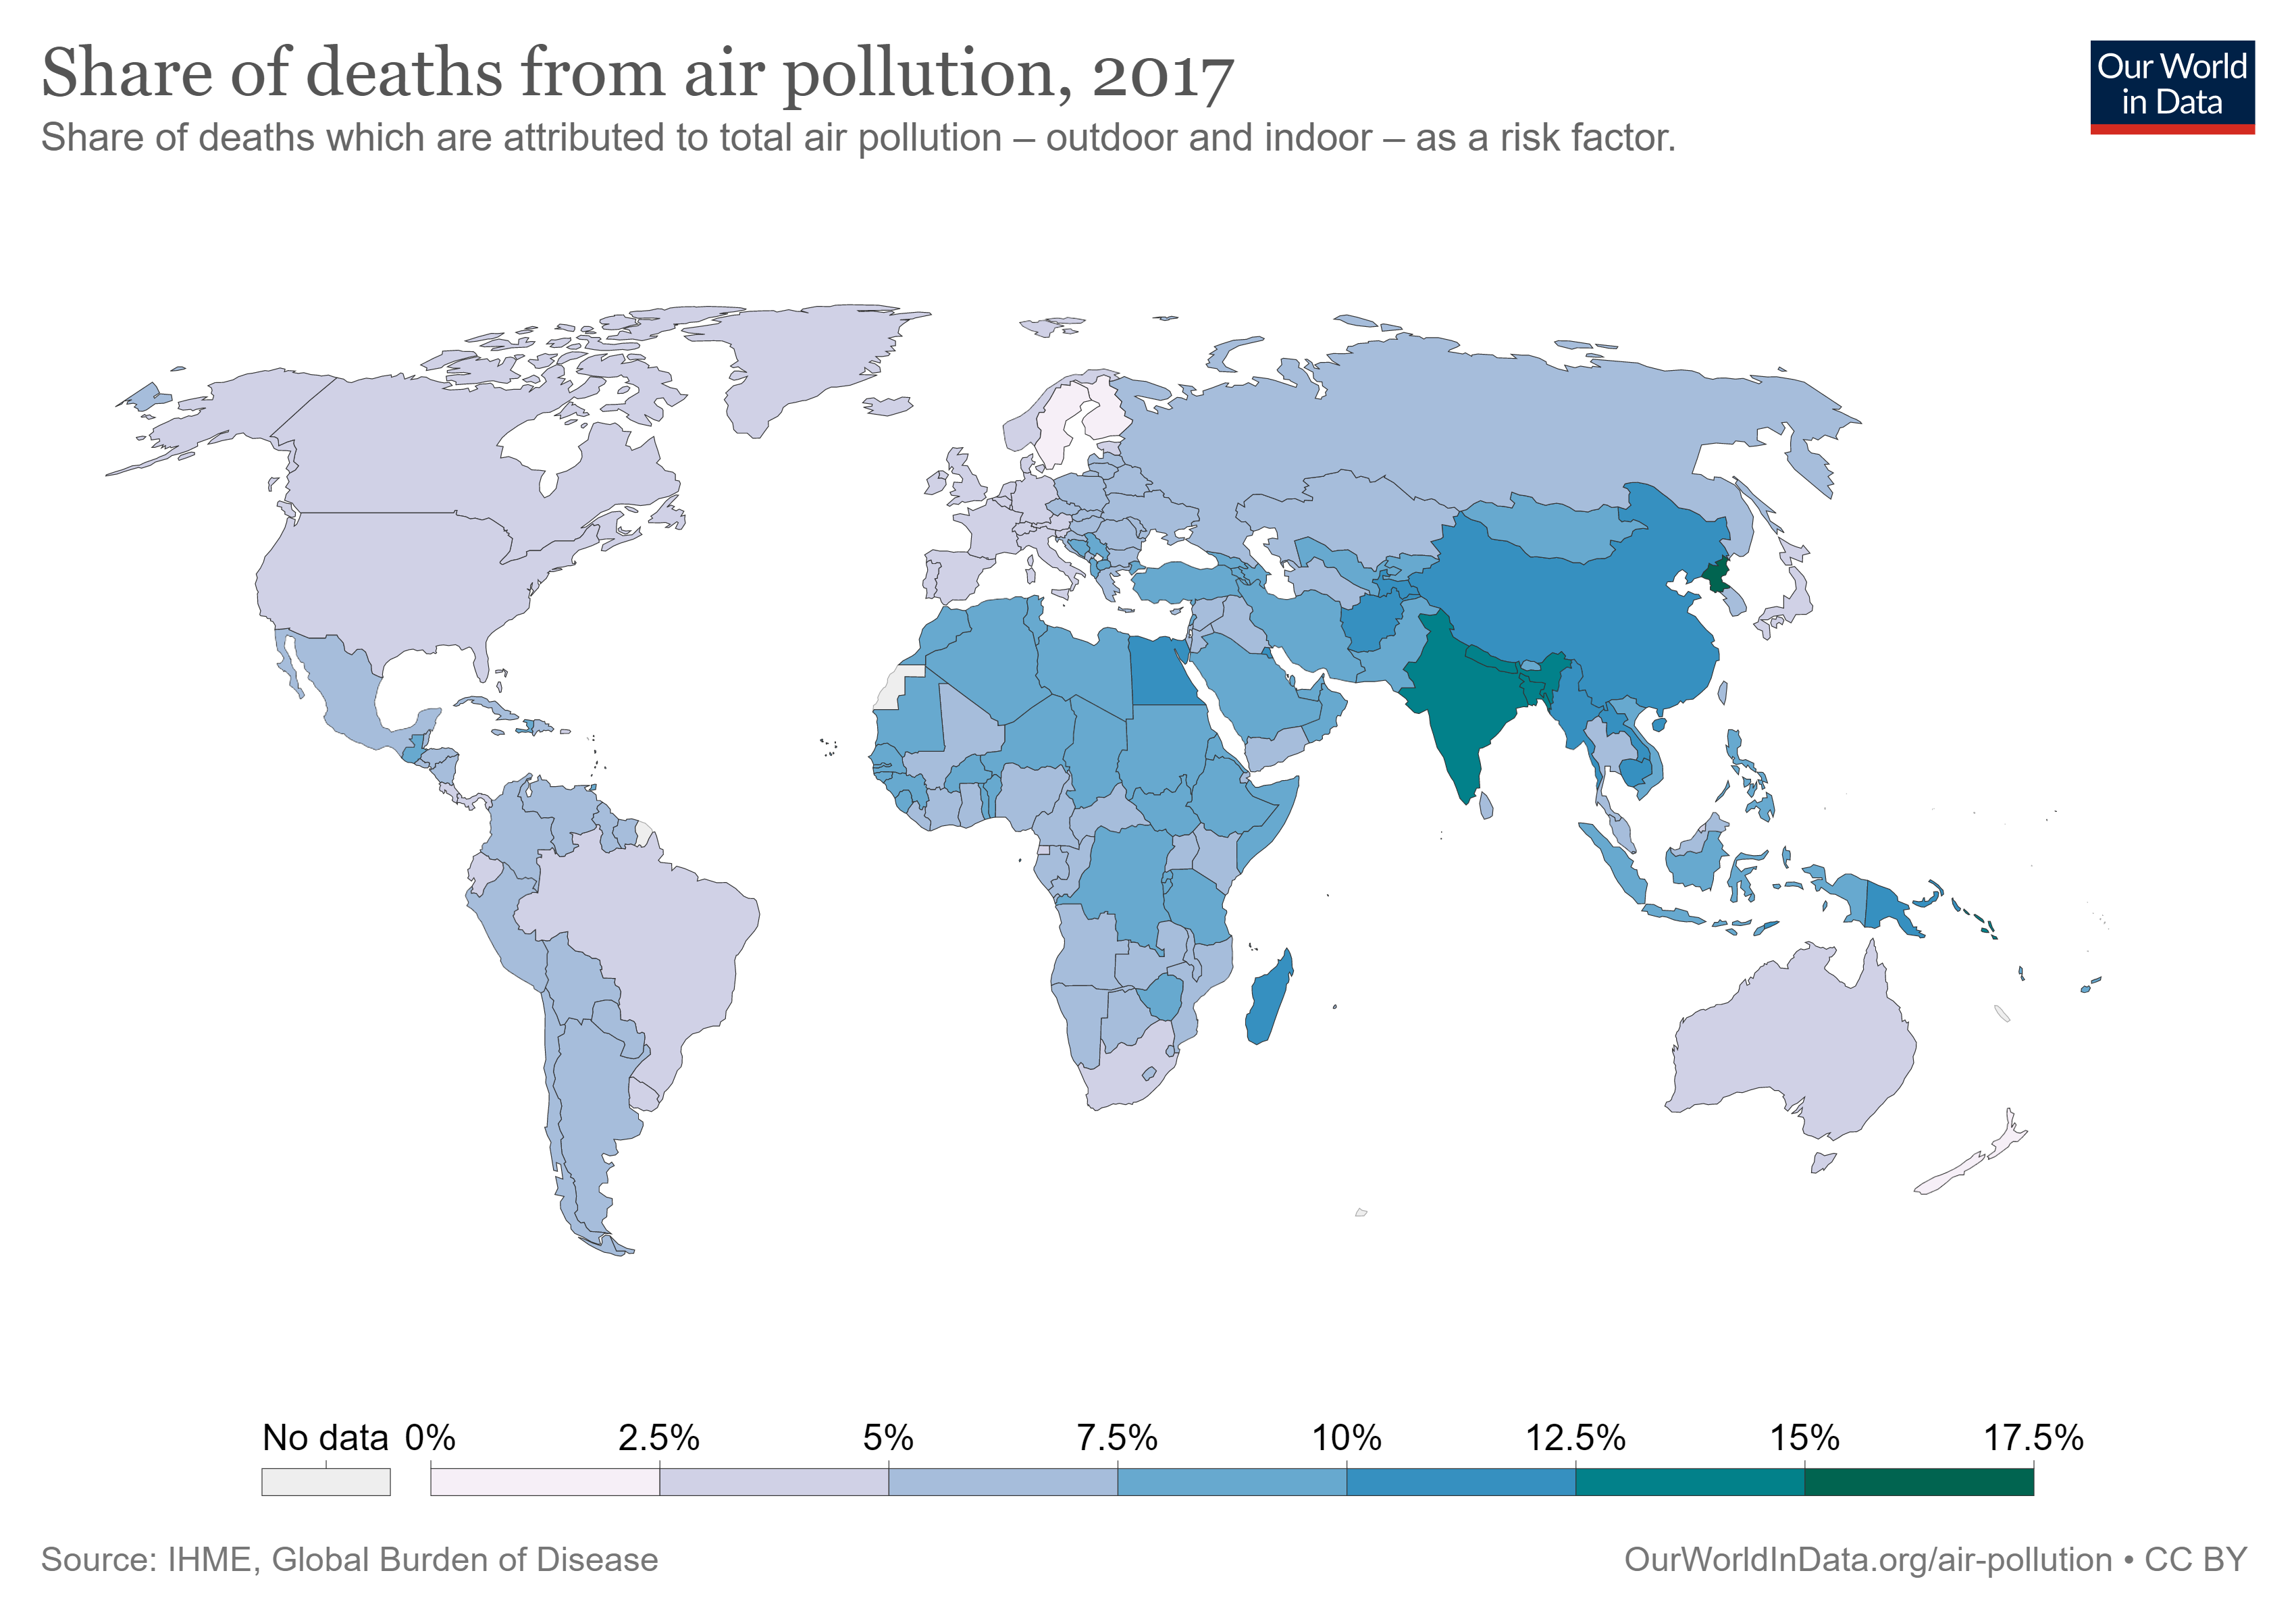 Share of deaths from air pollution, 2017
Our World
in Data
Share of deaths which are attributed to total air pollution – outdoor and indoor – as a risk factor.
No data 0% 2.5% 5% 7.5% 10% 12.5% 15% 17.5%
Source: IHME, Global Burden of Disease
OurWorldInData.org/air-pollution • CC BY